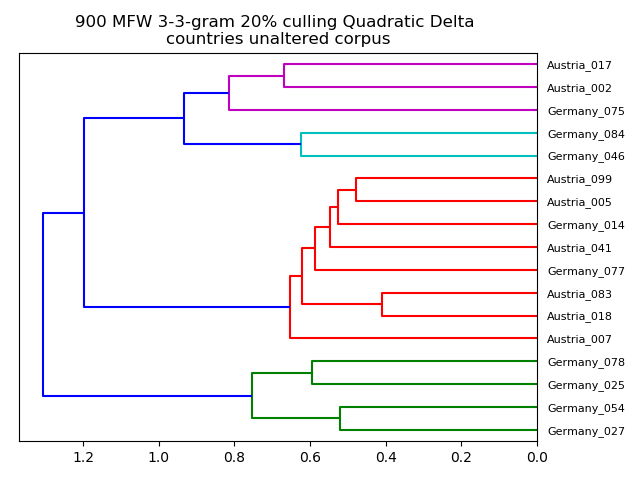 900 MFW 3-3-gram 20% culling Quadratic Delta
countries unaltered corpus
Austria_017
Austria_002
Germany_075
Germany_084
Germany_046
Austria_099
Austria_005
Germany_014
Austria_041
Germany_077
Austria_083
Austria_018
Austria_007
Germany_078
Germany_025
Germany_054
Germany_027
1.2 1.0 0.8 0.6 0.4 0.2 0.0